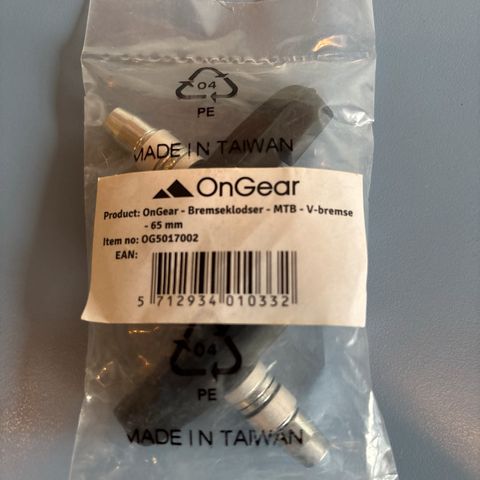 04
PE
MADE IN TAIWAN
OnGear
Product: OnGear - Bremseklodser - MTB - V-bremse
- 65 mm
Item no: OG5017002
EAN:
5 712934 010332
04
PE
MADE IN TAIWAN